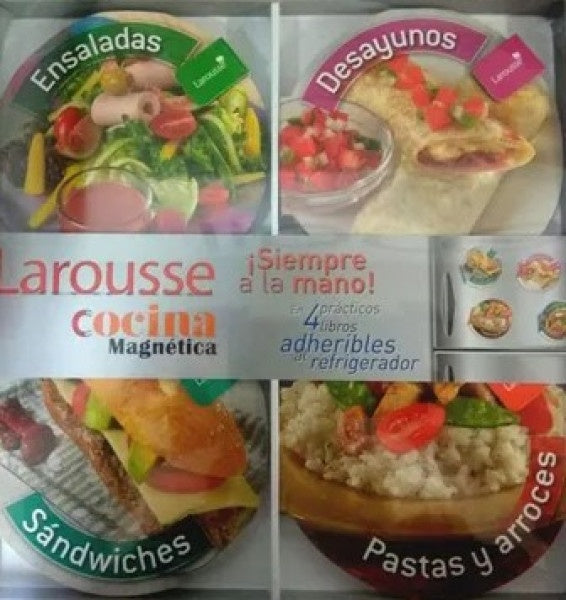 Ensaladas
Larousse
Desayunos
Larousse
Larousse
Cocina
Magnética
¡Siempre
a la mano!
En 4 prácticos
libros
adheribles
al refrigerador
Sándwiches
Pastas y arroces